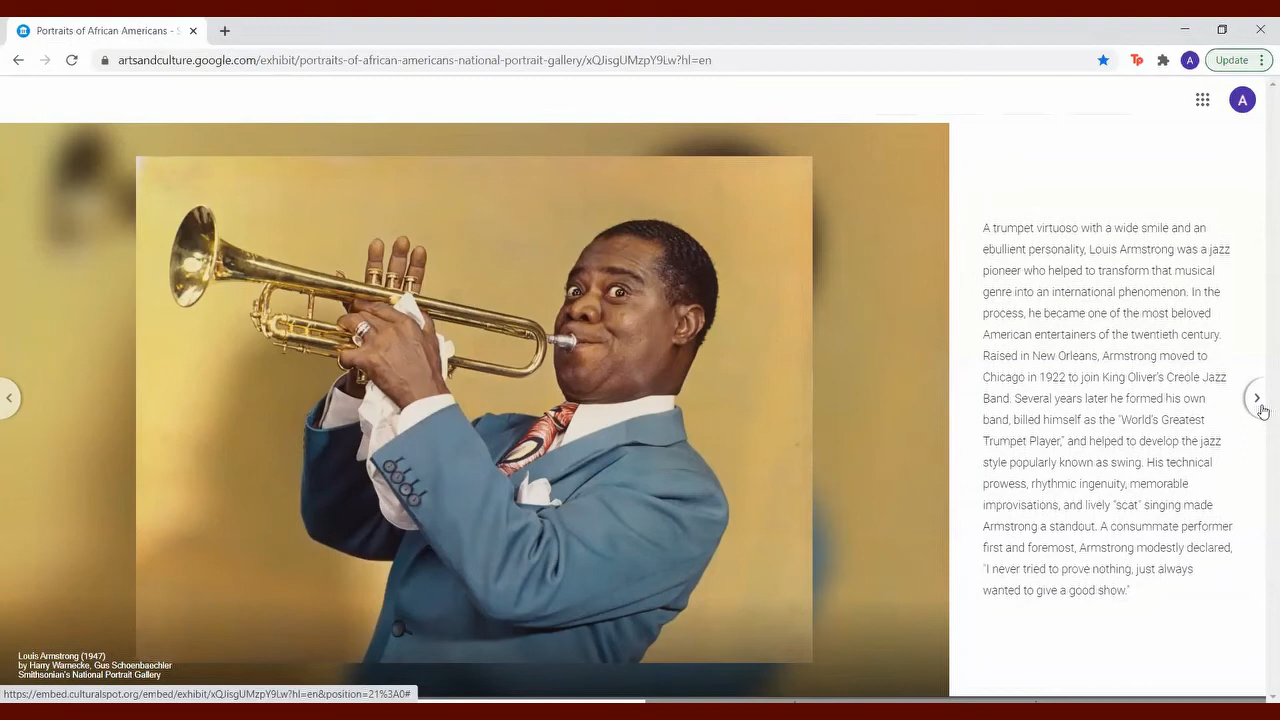 Portraits of African Americans -
artsandculture.google.com/exhibit/portraits-of-african-americans-national-portrait-gallery/xQJisgUMzpY9Lw?hl=en
Tp
A
Update
A
A trumpet virtuoso with a wide smile and an
ebullient personality, Louis Armstrong was a jazz
pioneer who helped to transform that musical
genre into an international phenomenon. In the
process, he became one of the most beloved
American entertainers of the twentieth century.
Raised in New Orleans, Armstrong moved to
Chicago in 1922 to join King Oliver's Creole Jazz
Band. Several years later he formed his own
band, billed himself as the "World's Greatest
Trumpet Player," and helped to develop the jazz
style popularly known as swing. His technical
prowess, rhythmic ingenuity, memorable
improvisations, and lively "scat" singing made
Armstrong a standout. A consummate performer
first and foremost, Armstrong modestly declared,
"I never tried to prove nothing, just always
wanted to give a good show."
Louis Armstrong (1947)
by Harry Warnecke, Gus Schoenbaechler
Smithsonian's National Portrait Gallery
https://embed.culturalspot.org/embed/exhibit/xQJisgUMzpY9Lw?hl=en&position=21%3A0#